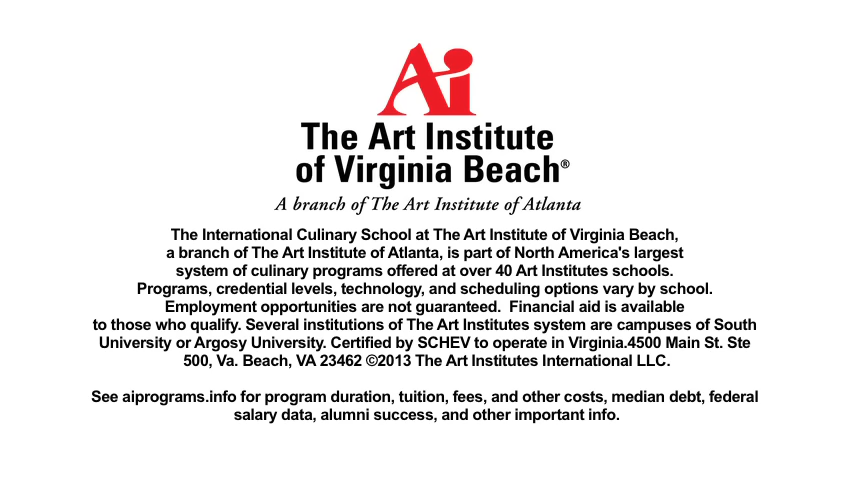 Ai
The Art Institute
of Virginia Beach®
A branch of The Art Institute of Atlanta
The International Culinary School at The Art Institute of Virginia Beach,
a branch of The Art Institute of Atlanta, is part of North America's largest
system of culinary programs offered at over 40 Art Institutes schools.
Programs, credential levels, technology, and scheduling options vary by school.
Employment opportunities are not guaranteed.  Financial aid is available
to those who qualify. Several institutions of The Art Institutes system are campuses of South
University or Argosy University. Certified by SCHEV to operate in Virginia.4500 Main St. Ste
500, Va. Beach, VA 23462 ©2013 The Art Institutes International LLC.
See aiprograms.info for program duration, tuition, fees, and other costs, median debt, federal
salary data, alumni success, and other important info.